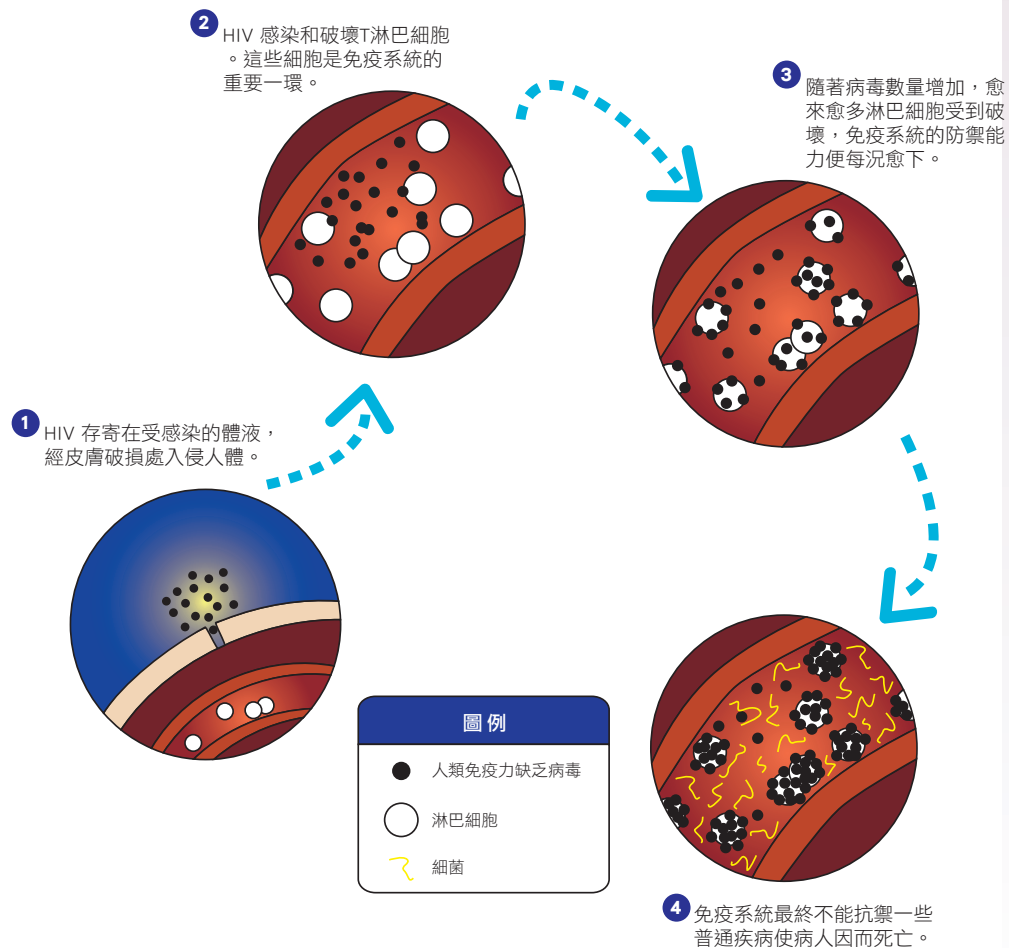 1
HIV 存寄在受感染的體液，
經皮膚破損處入侵人體。
2
HIV 感染和破壞T淋巴細胞
。這些細胞是免疫系統的
重要一環。
3
隨著病毒數量增加，愈
來愈多淋巴細胞受到破
壞，免疫系統的防禦能
力便每況愈下。
4
免疫系統最終不能抗禦一些
普通疾病使病人因而死亡。
圖例
人類免疫力缺乏病毒
淋巴細胞
細菌